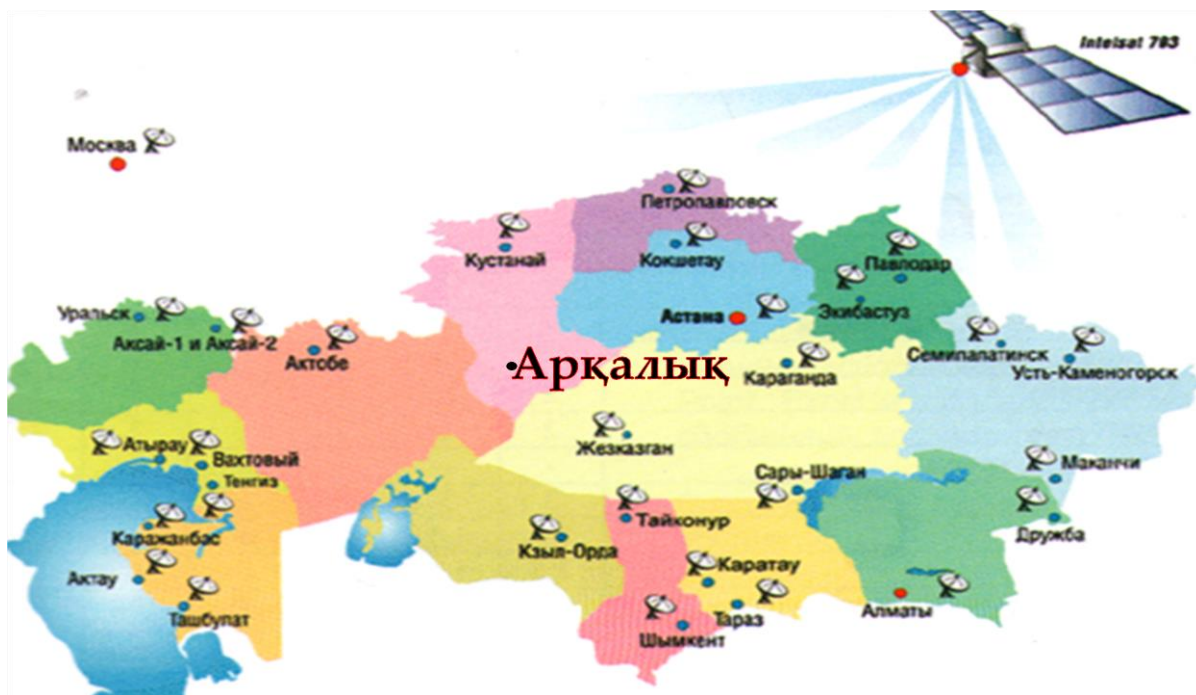 Intelsat 703
Москва
Петропавловск
Кустанай
Кокшетау
Павлодар
Уральск
Астана
Экибастуз
Аксай-1 и Аксай-2
Актобе
Семипалатинск
Арқалық
Караганда
Усть-Каменогорск
Жезказган
Атырау
Вахтовый
Сары-Шаган
Маканчи
Тенгиз
Тайконур
Каражанбас
Кзыл-Орда
Дружба
Каратау
Актау
Ташбулат
Тараз
Алматы
Шымкент